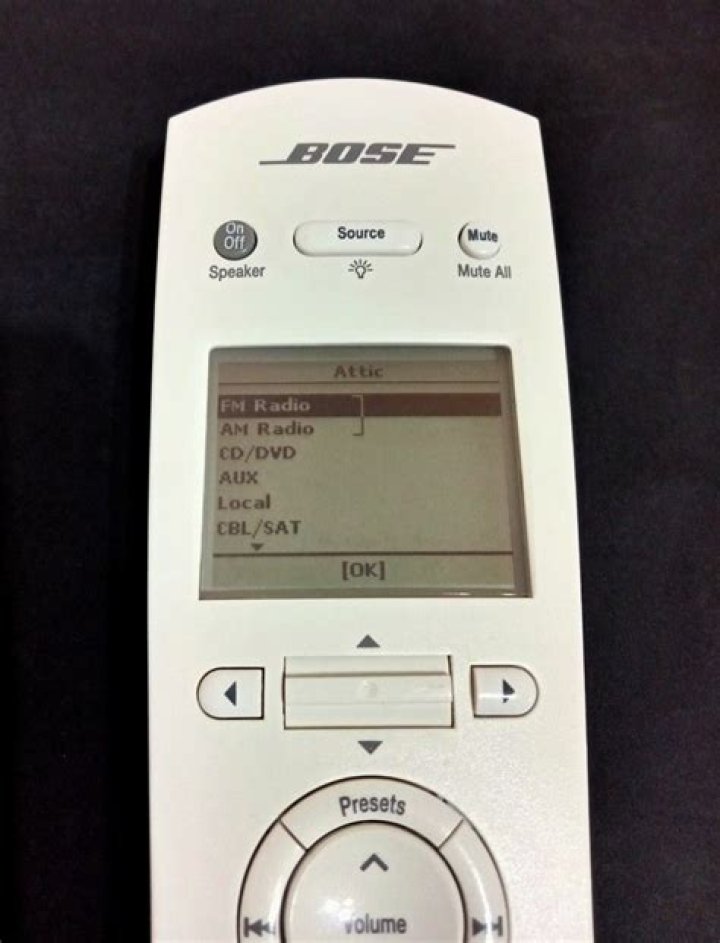 BOSE
On
Off
Source
Mute
Speaker
Mute All
Attic
FM Radio
AM Radio
CD/DVD
AUX
Local
CBL/SAT
[OK]
Presets
Volume